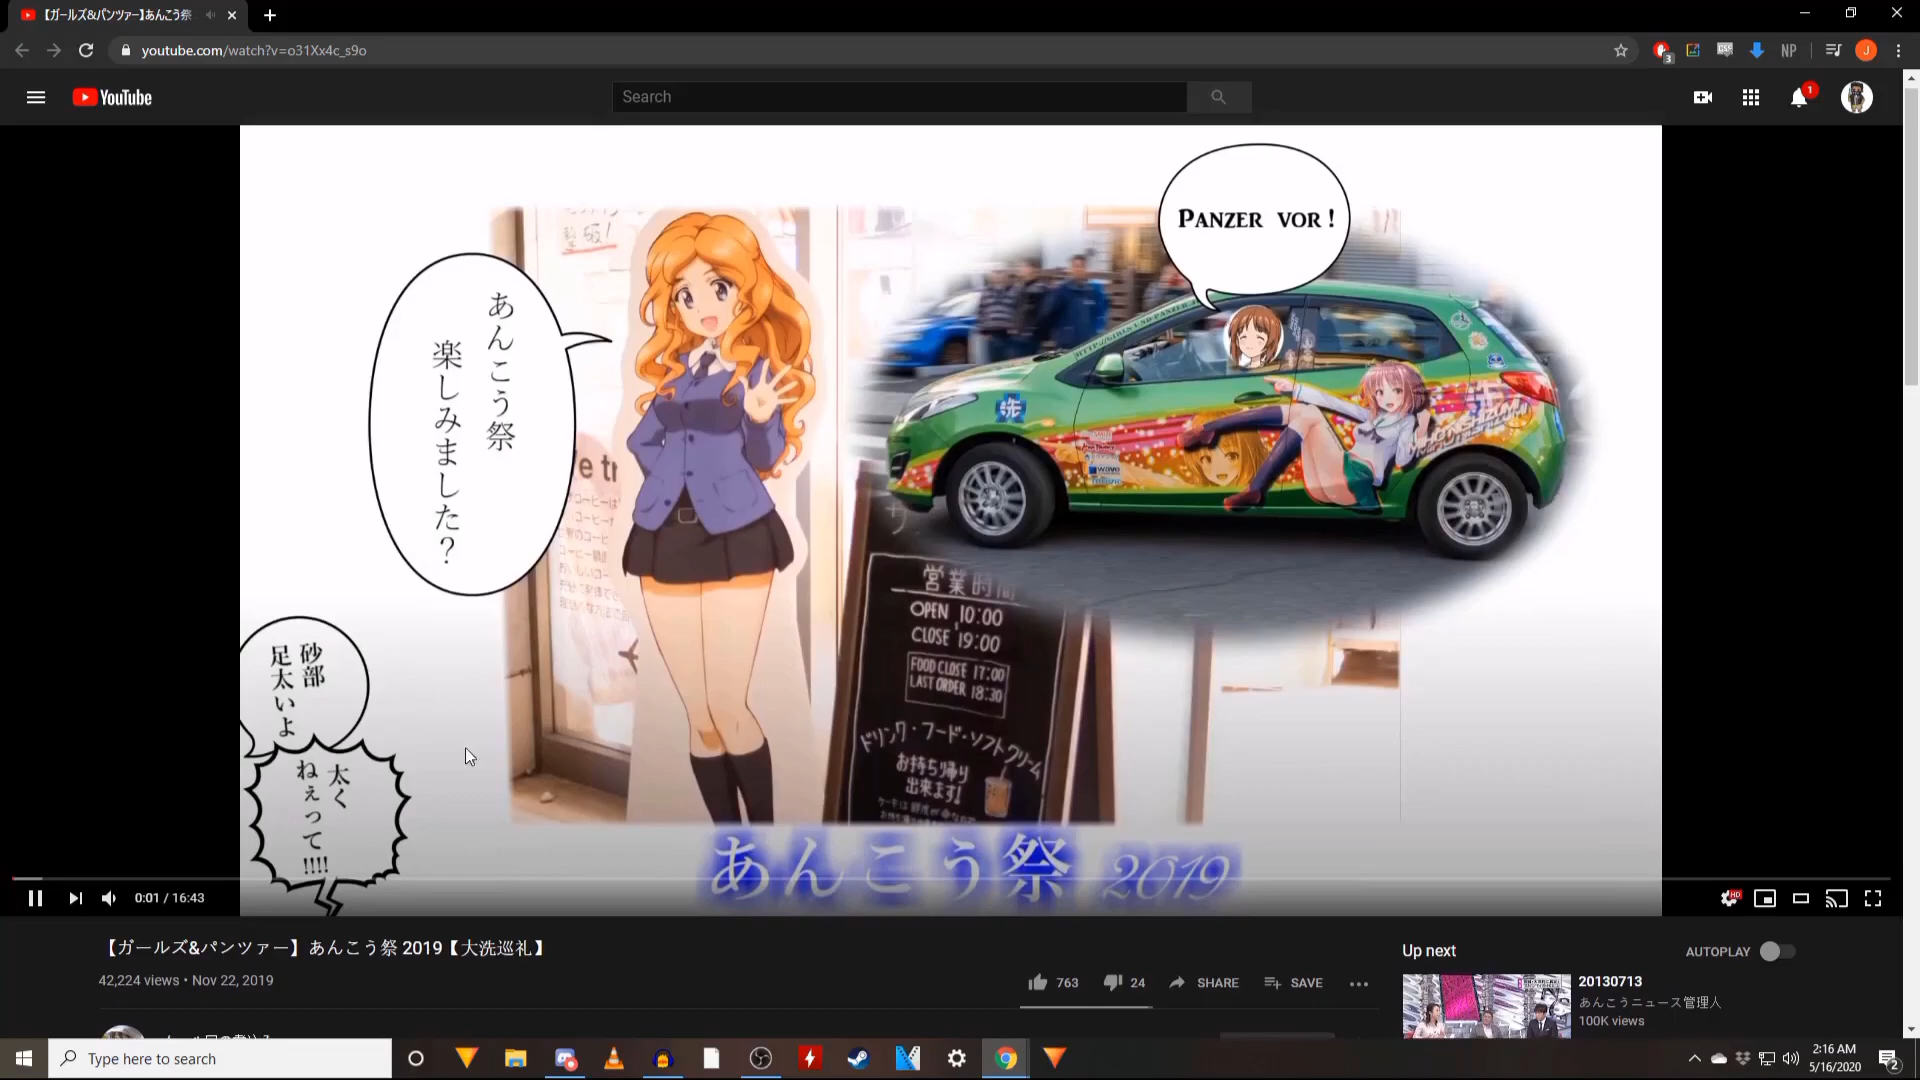 【ガールズ&パンツァー】あんこう祭
youtube.com/watch?v=o31Xx4c_s9o
3
NP
J
YouTube
Search
1
PANZER VOR!
あんこう祭
楽しみました?
洗
営業時間
OPEN 10:00
CLOSE 19:00
FOOD CLOSE 17:00
LAST ORDER 18:30
ドリンク・フード・ソフトクリーム
お持ち帰り
出来ます!
砂部
足太いよ
太く
ねぇって!!!!
あんこう祭 2019
0:01 / 16:43
HD
【ガールズ&パンツァー】あんこう祭 2019【大洗巡礼】
42,224 views • Nov 22, 2019
763
24
SHARE
SAVE
Up next
AUTOPLAY
20130713
あんこうニュース管理人
100K views
Type here to search
2:16 AM
5/16/2020
2